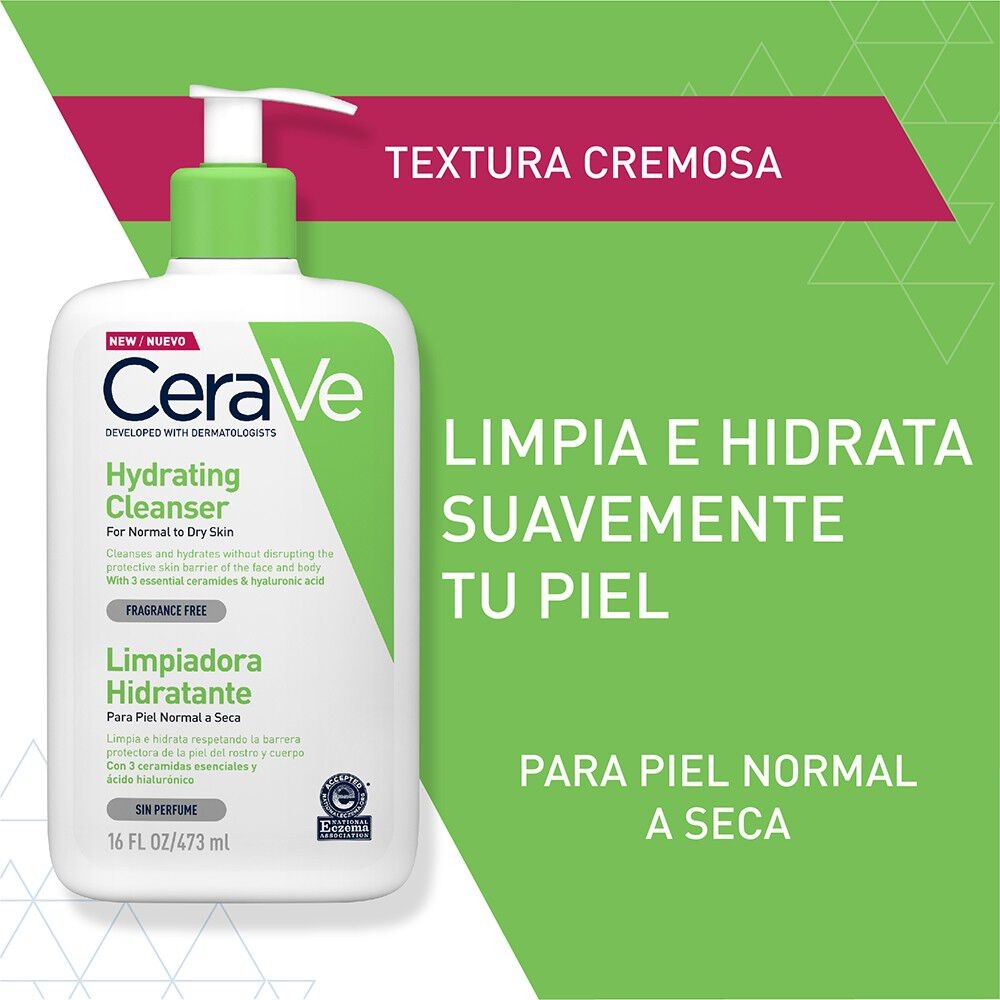 TEXTURA CREMOSA
NEW / NUEVO
CeraVe
DEVELOPED WITH DERMATOLOGISTS
Hydrating
Cleanser
For Normal to Dry Skin
Cleanses and hydrates without disrupting the
protective skin barrier of the face and body
With 3 essential ceramides & hyaluronic acid
FRAGRANCE FREE
Limpiadora
Hidratante
Para Piel Normal a Seca
Limpia e hidrata respetando la barrera
protectora de la piel del rostro y cuerpo
Con 3 ceramidas esenciales y
ácido hialurónico
SIN PERFUME
16 FL OZ/473 ml
ACCEPTED
NATIONALECZEMA.ORG
NATIONAL
Eczema
ASSOCIATION
LIMPIA E HIDRATA
SUAVEMENTE
TU PIEL
PARA PIEL NORMAL
A SECA